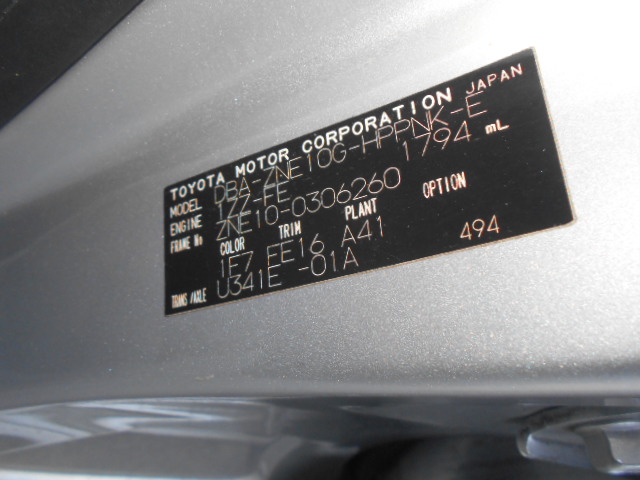 TOYOTA MOTOR CORPORATION JAPAN
MODEL DBA-ZNE10G-HPPNK-E
ENGINE 1ZZ-FE 1794 mL
FRAME No ZNE10-0306260
COLOR TRIM PLANT OPTION
1F7 FE16 A41
TRANS/AXLE U341E -01A 494